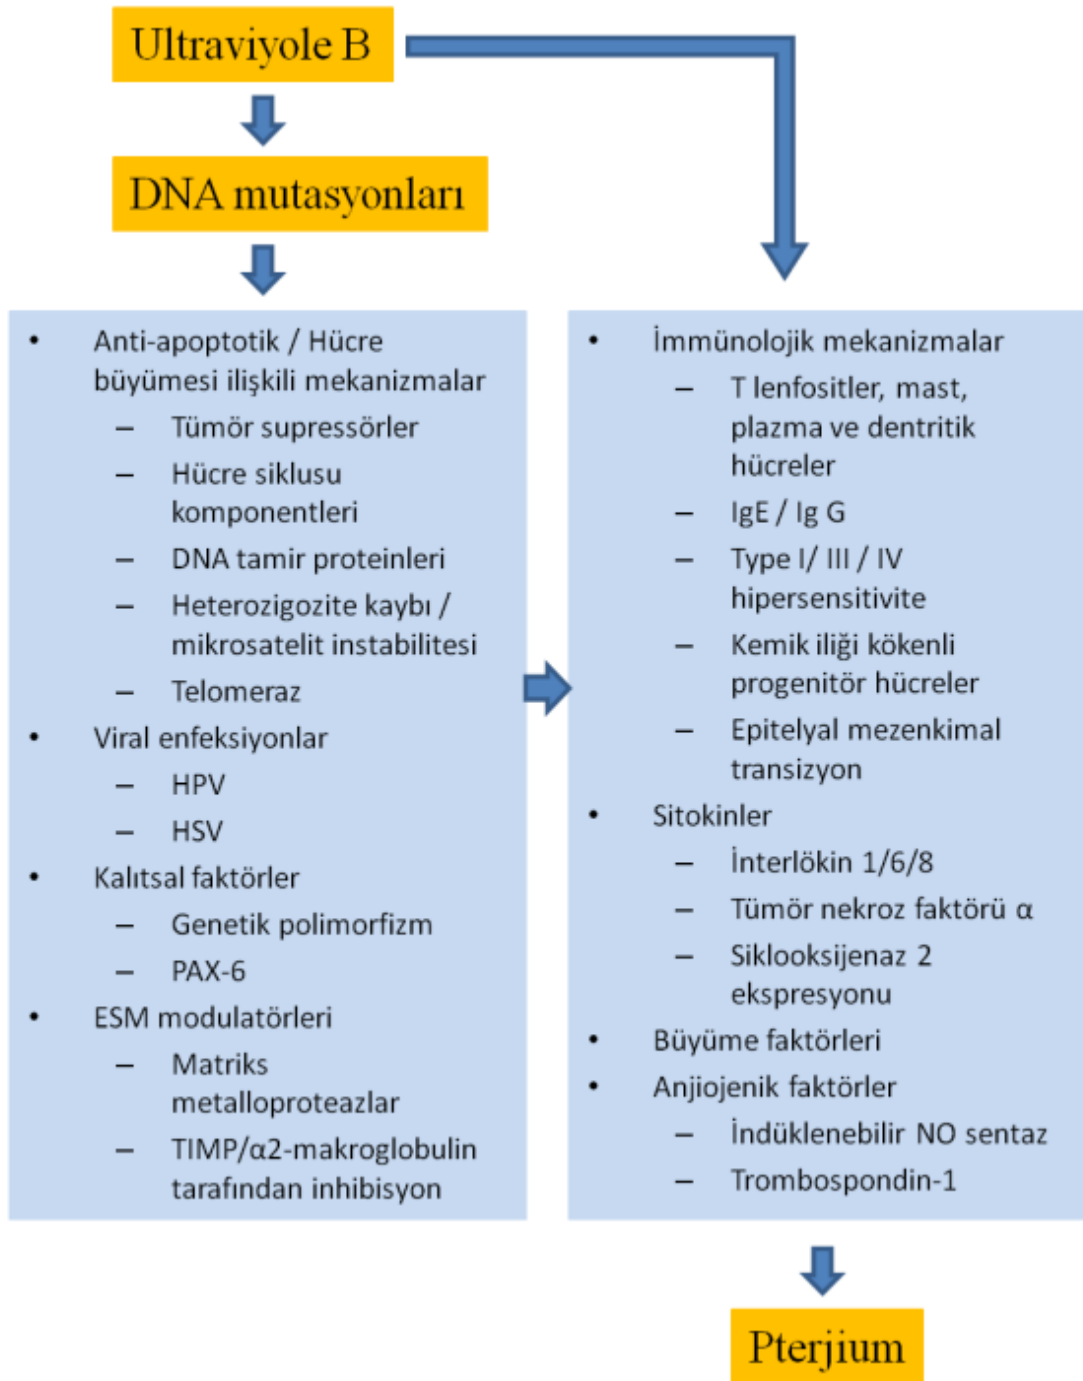 Ultraviyole B
DNA mutasyonları
• Anti-apoptotik / Hücre
büyümesi ilişkili mekanizmalar
– Tümör supressörler
– Hücre siklusu
komponentleri
– DNA tamir proteinleri
– Heterozigozite kaybı /
mikrosatelit instabilitesi
– Telomeraz
• Viral enfeksiyonlar
– HPV
– HSV
• Kalıtsal faktörler
– Genetik polimorfizm
– PAX-6
• ESM modulatörleri
– Matriks
metalloproteazlar
– TIMP/α2-makroglobulin
tarafından inhibisyon
• İmmünolojik mekanizmalar
– T lenfositler, mast,
plazma ve dentritik
hücreler
– IgE / Ig G
– Type I/ III / IV
hipersensitivite
– Kemik iliği kökenli
progenitör hücreler
– Epitelyal mezenkimal
transizyon
• Sitokinler
– İnterlökin 1/6/8
– Tümör nekroz faktörü α
– Siklooksijenaz 2
ekspresyonu
• Büyüme faktörleri
• Anjiojenik faktörler
– İndüklenebilir NO sentaz
– Trombospondin-1
Pterjium